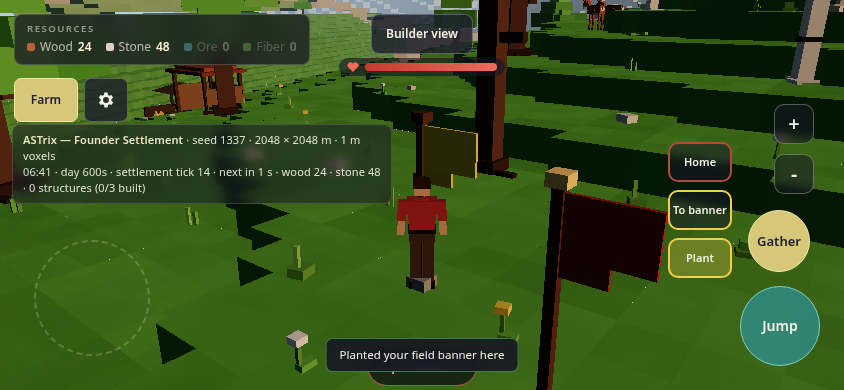 RESOURCES
Wood 24 Stone 48 Ore 0 Fiber 0
Builder view
Farm
ASTrix — Founder Settlement · seed 1337 · 2048 × 2048 m · 1 m
voxels
06:41 · day 600s · settlement tick 14 · next in 1 s · wood 24 · stone 48
· 0 structures (0/3 built)
+
-
Home
To banner
Plant
Gather
Jump
Planted your field banner here